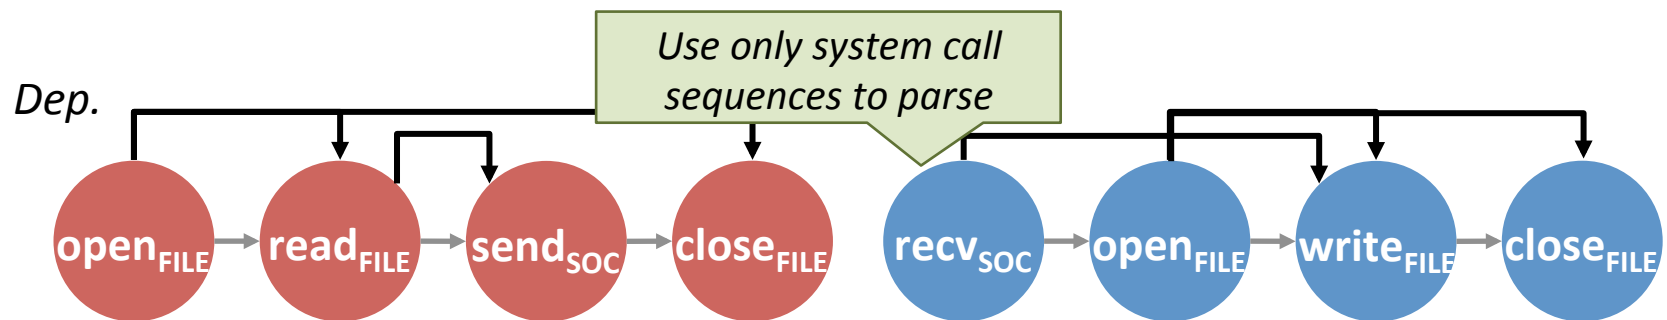 Use only system call
sequences to parse
Dep.
openFILE readFILE sendSOC closeFILE recvSOC openFILE writeFILE closeFILE